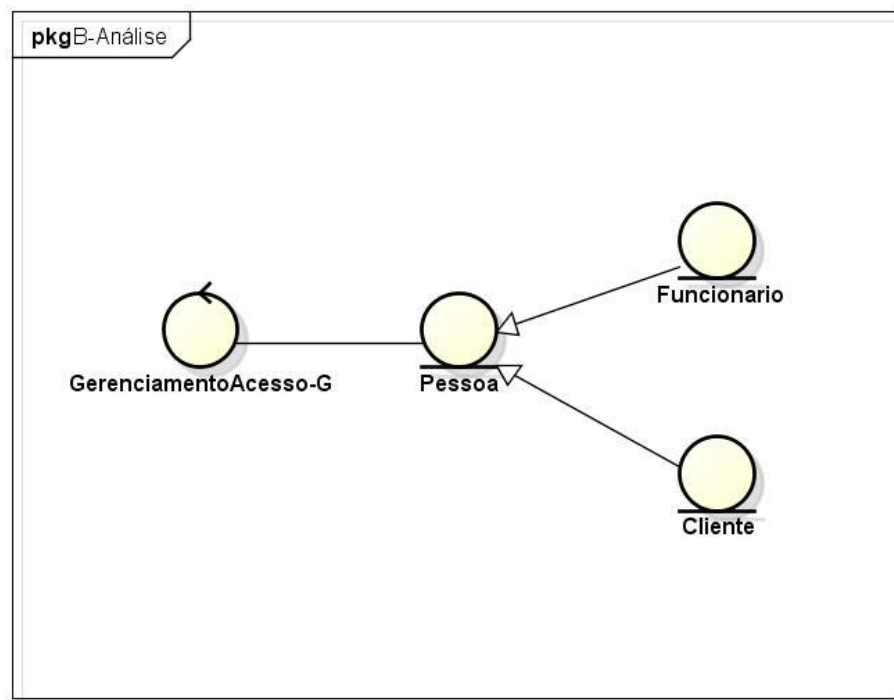 pkgB-Análise
Funcionario
GerenciamentoAcesso-G
Pessoa
Cliente